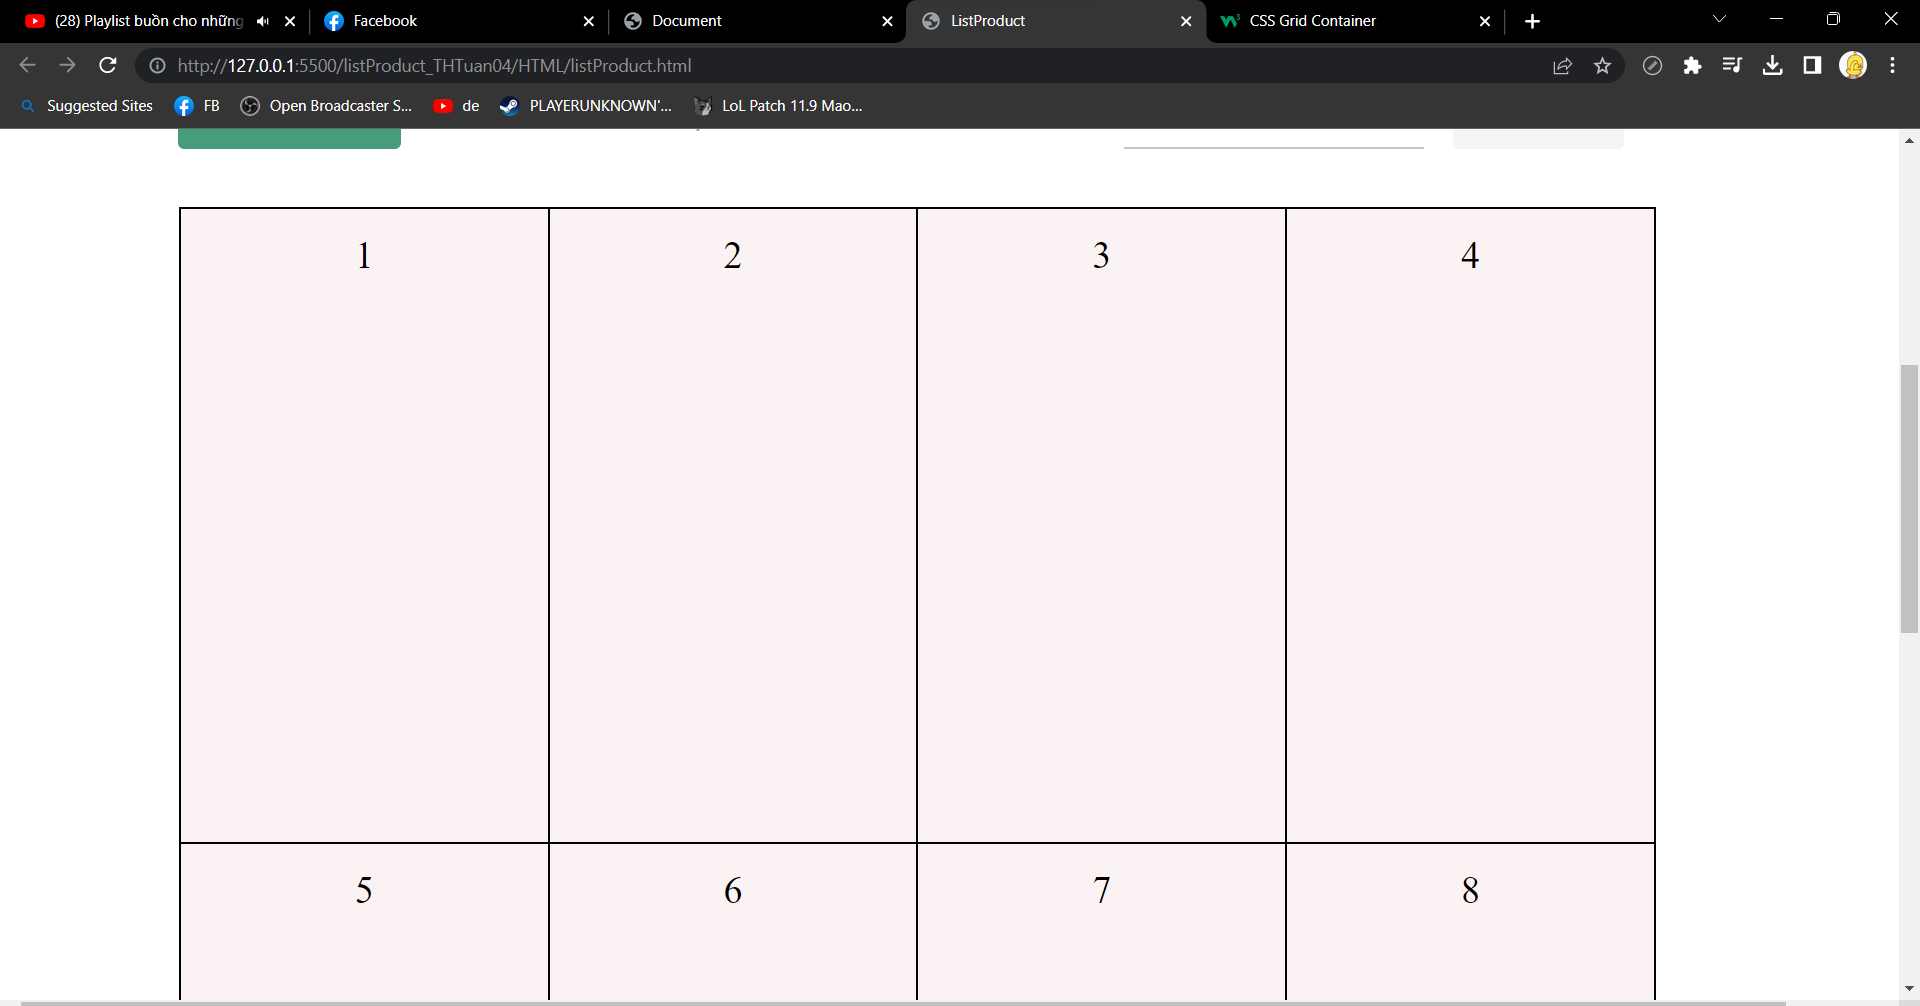 (28) Playlist buồn cho những
Facebook
Document
ListProduct
CSS Grid Container
http://127.0.0.1:5500/listProduct_THTuan04/HTML/listProduct.html
Suggested Sites
FB
Open Broadcaster S...
de
PLAYERUNKNOWN'...
LoL Patch 11.9 Mao...
1
2
3
4
5
6
7
8